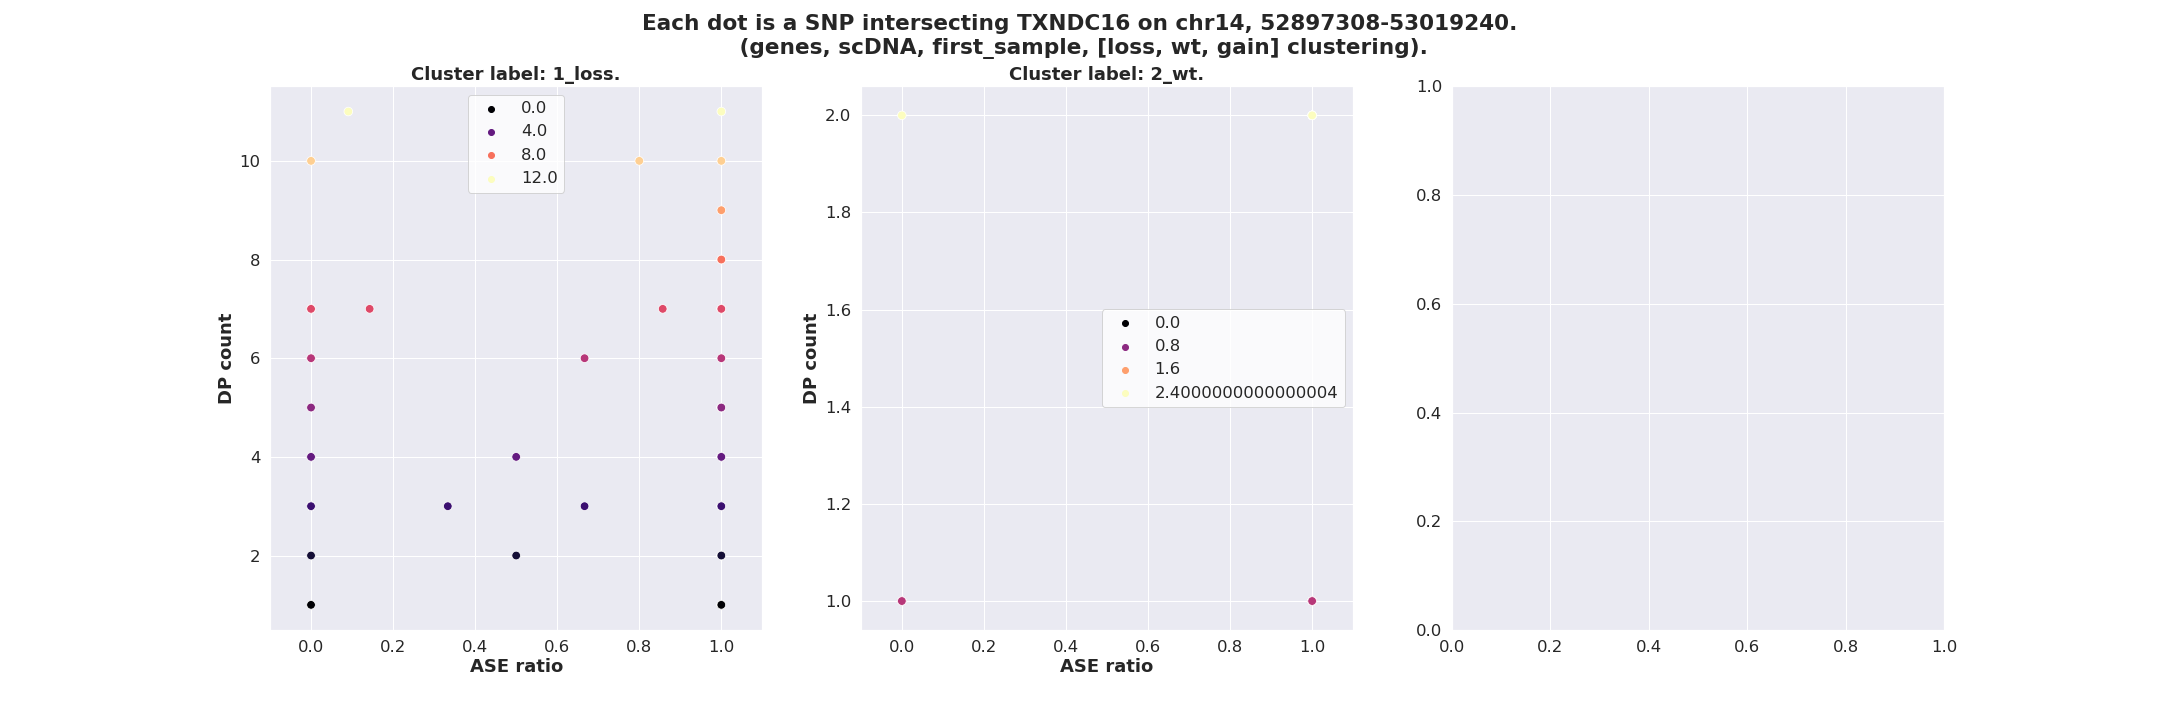 Each dot is a SNP intersecting TXNDC16 on chr14, 52897308-53019240.
(genes, scDNA, first_sample, [loss, wt, gain] clustering).
Cluster label: 1_loss.
0.0
4.0
8.0
12.0
10
8
6
4
2
DP count
0.0 0.2 0.4 0.6 0.8 1.0
ASE ratio
Cluster label: 2_wt.
2.0
1.8
1.6
1.4
1.2
1.0
DP count
0.0
0.8
1.6
2.4000000000000004
0.0 0.2 0.4 0.6 0.8 1.0
ASE ratio
1.0
0.8
0.6
0.4
0.2
0.0
0.0 0.2 0.4 0.6 0.8 1.0